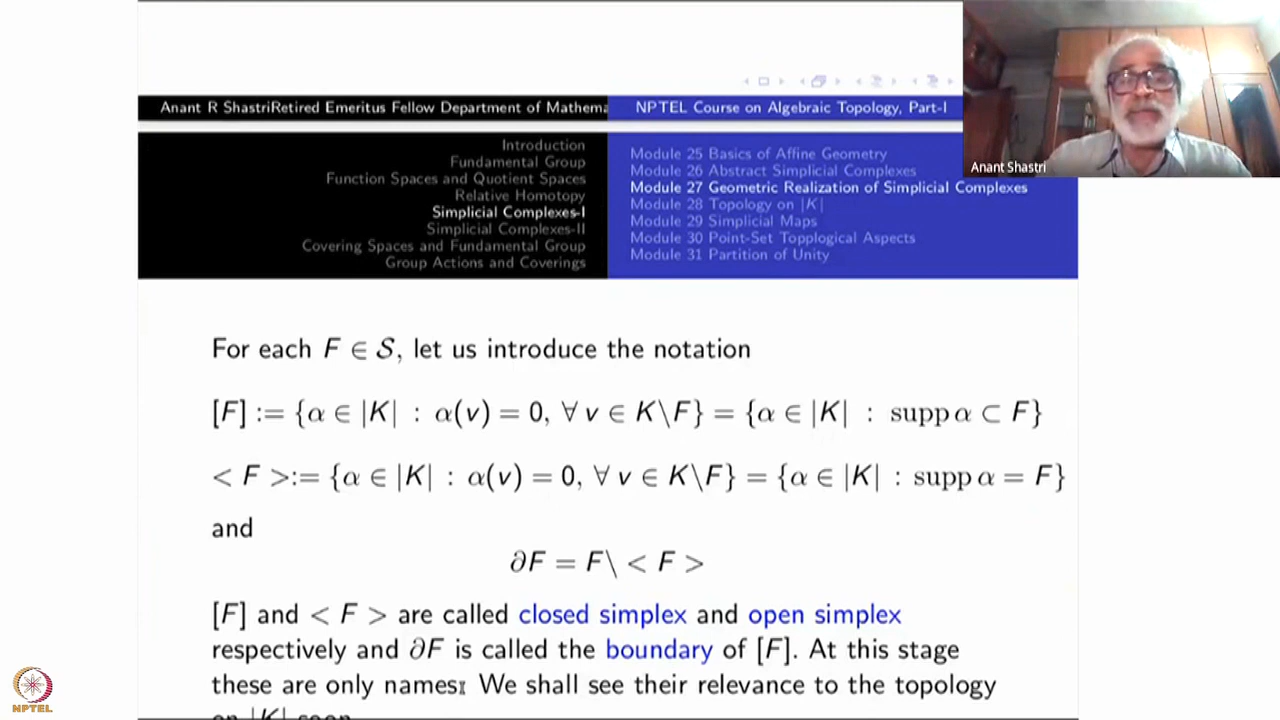 Anant R ShastriRetired Emeritus Fellow Department of Mathema
NPTEL Course on Algebraic Topology, Part-I
Anant Shastri
Introduction
Fundamental Group
Function Spaces and Quotient Spaces
Relative Homotopy
Simplicial Complexes-I
Simplicial Complexes-II
Covering Spaces and Fundamental Group
Group Actions and Coverings
Module 25 Basics of Affine Geometry
Module 26 Abstract Simplicial Complexes
Module 27 Geometric Realization of Simplicial Complexes
Module 28 Topology on |K|
Module 29 Simplicial Maps
Module 30 Point-Set Topplogical Aspects
Module 31 Partition of Unity
For each F ∈ 𝒮, let us introduce the notation
[F] := {α ∈ |K| : α(v) = 0, ∀ v ∈ K\F} = {α ∈ |K| : supp α ⊂ F}
< F >:= {α ∈ |K| : α(v) = 0, ∀ v ∈ K\F} = {α ∈ |K| : supp α = F}
and
∂F = F\ < F >
[F] and < F > are called closed simplex and open simplex
respectively and ∂F is called the boundary of [F]. At this stage
these are only names. We shall see their relevance to the topology
on |K| soon
NPTEL